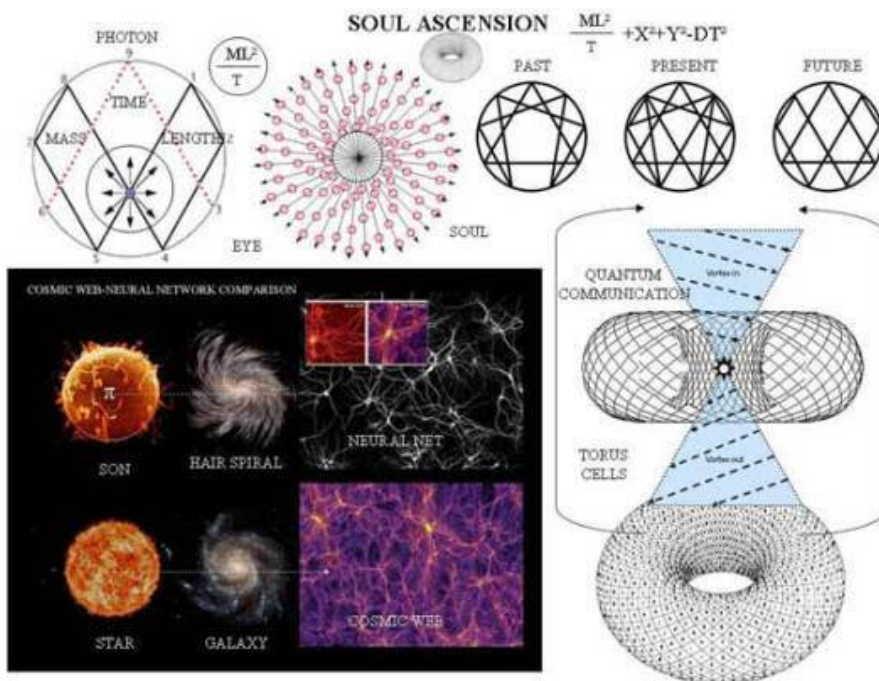 SOUL ASCENSION
ML²
T
+X²+Y²-DT²
PHOTON
9
ML²
T
8
1
TIME
MASS
LENGTH
7
2
6
3
5
4
EYE
SOUL
PAST
PRESENT
FUTURE
COSMIC WEB-NEURAL NETWORK COMPARISON
π
SON
HAIR SPIRAL
NEURAL NET
STAR
GALAXY
COSMIC WEB
Vortex in
QUANTUM
COMMUNICATION
TORUS
CELLS
Vortex out